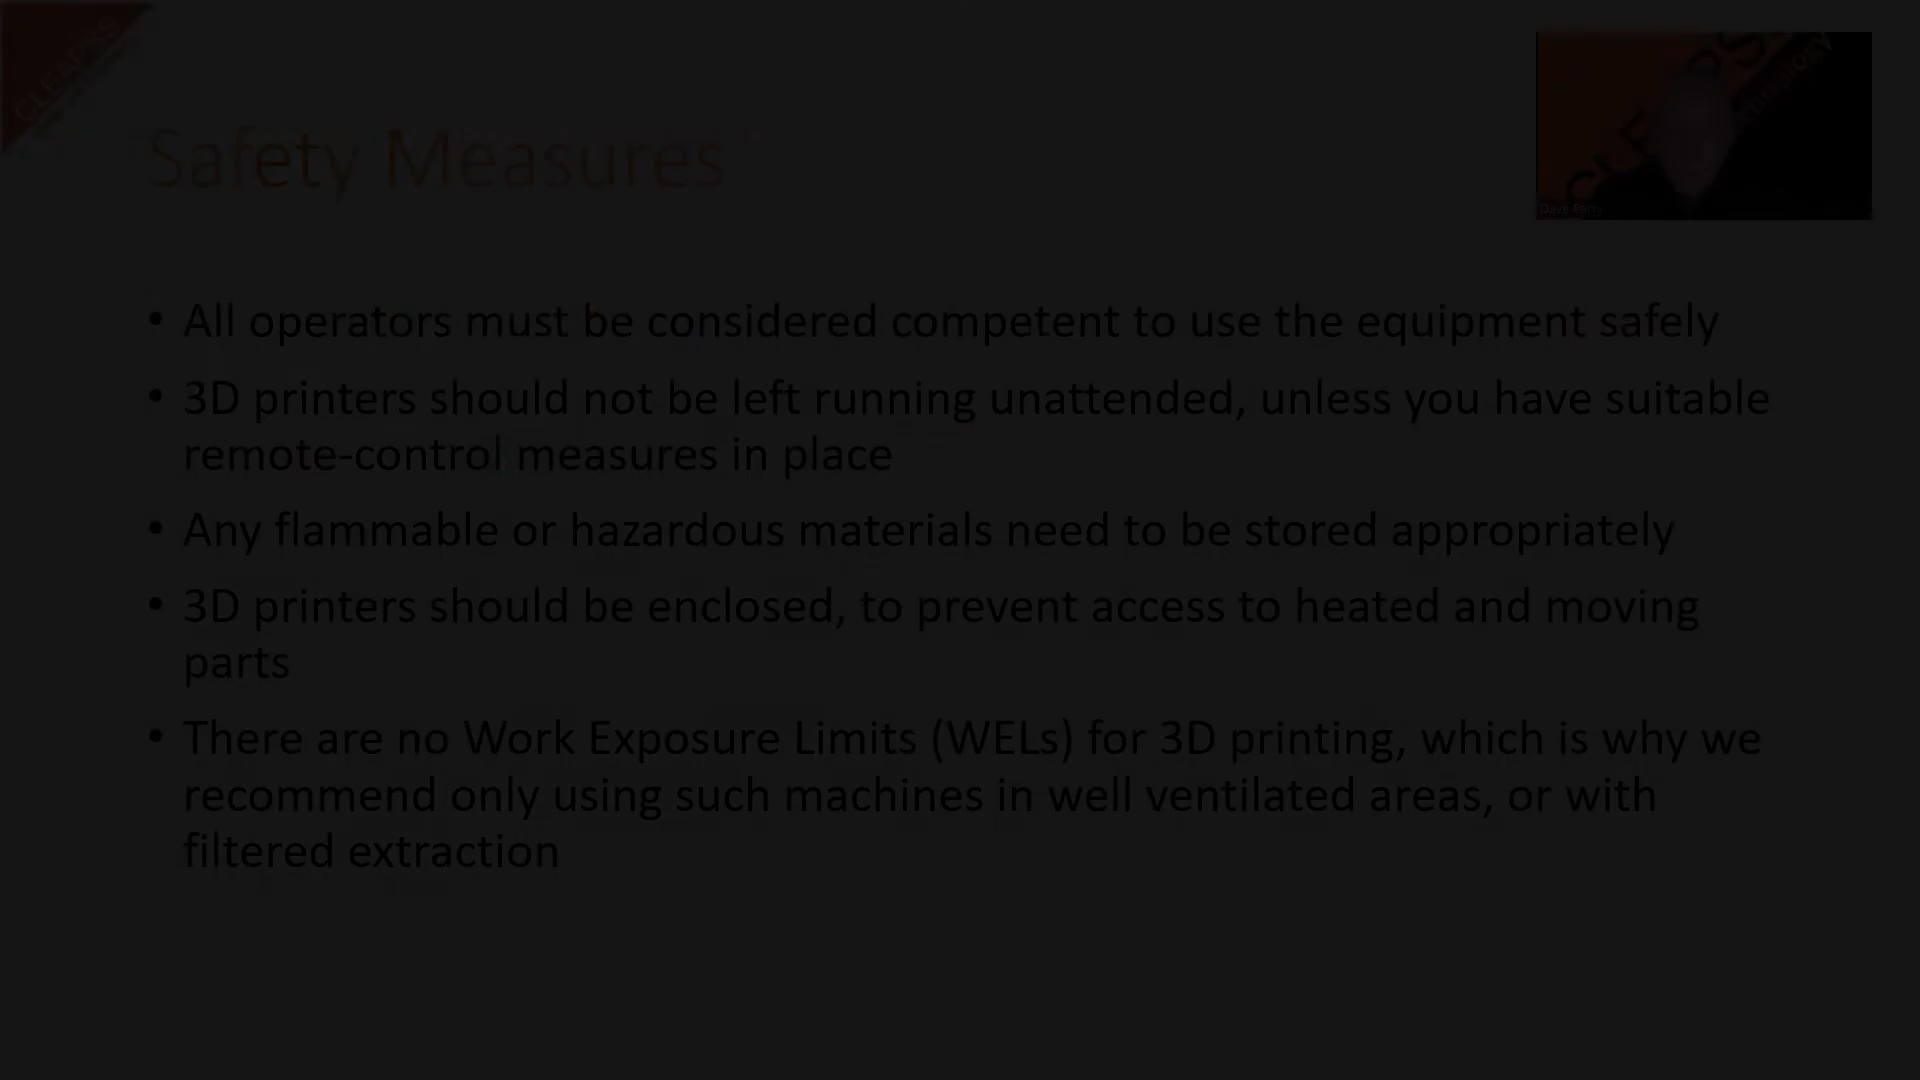 CLEAPSS
Safety Measures
Dave Parry
• All operators must be considered competent to use the equipment safely
• 3D printers should not be left running unattended, unless you have suitable
remote-control measures in place
• Any flammable or hazardous materials need to be stored appropriately
• 3D printers should be enclosed, to prevent access to heated and moving
parts
• There are no Work Exposure Limits (WELs) for 3D printing, which is why we
recommend only using such machines in well ventilated areas, or with
filtered extraction